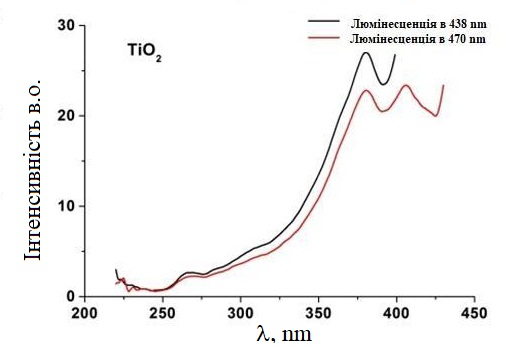 Люмінесценція в 438 nm
Люмінесценція в 470 nm
TiO2
Інтенсивність в.о.
30
20
10
0
200 250 300 350 400 450
λ, nm